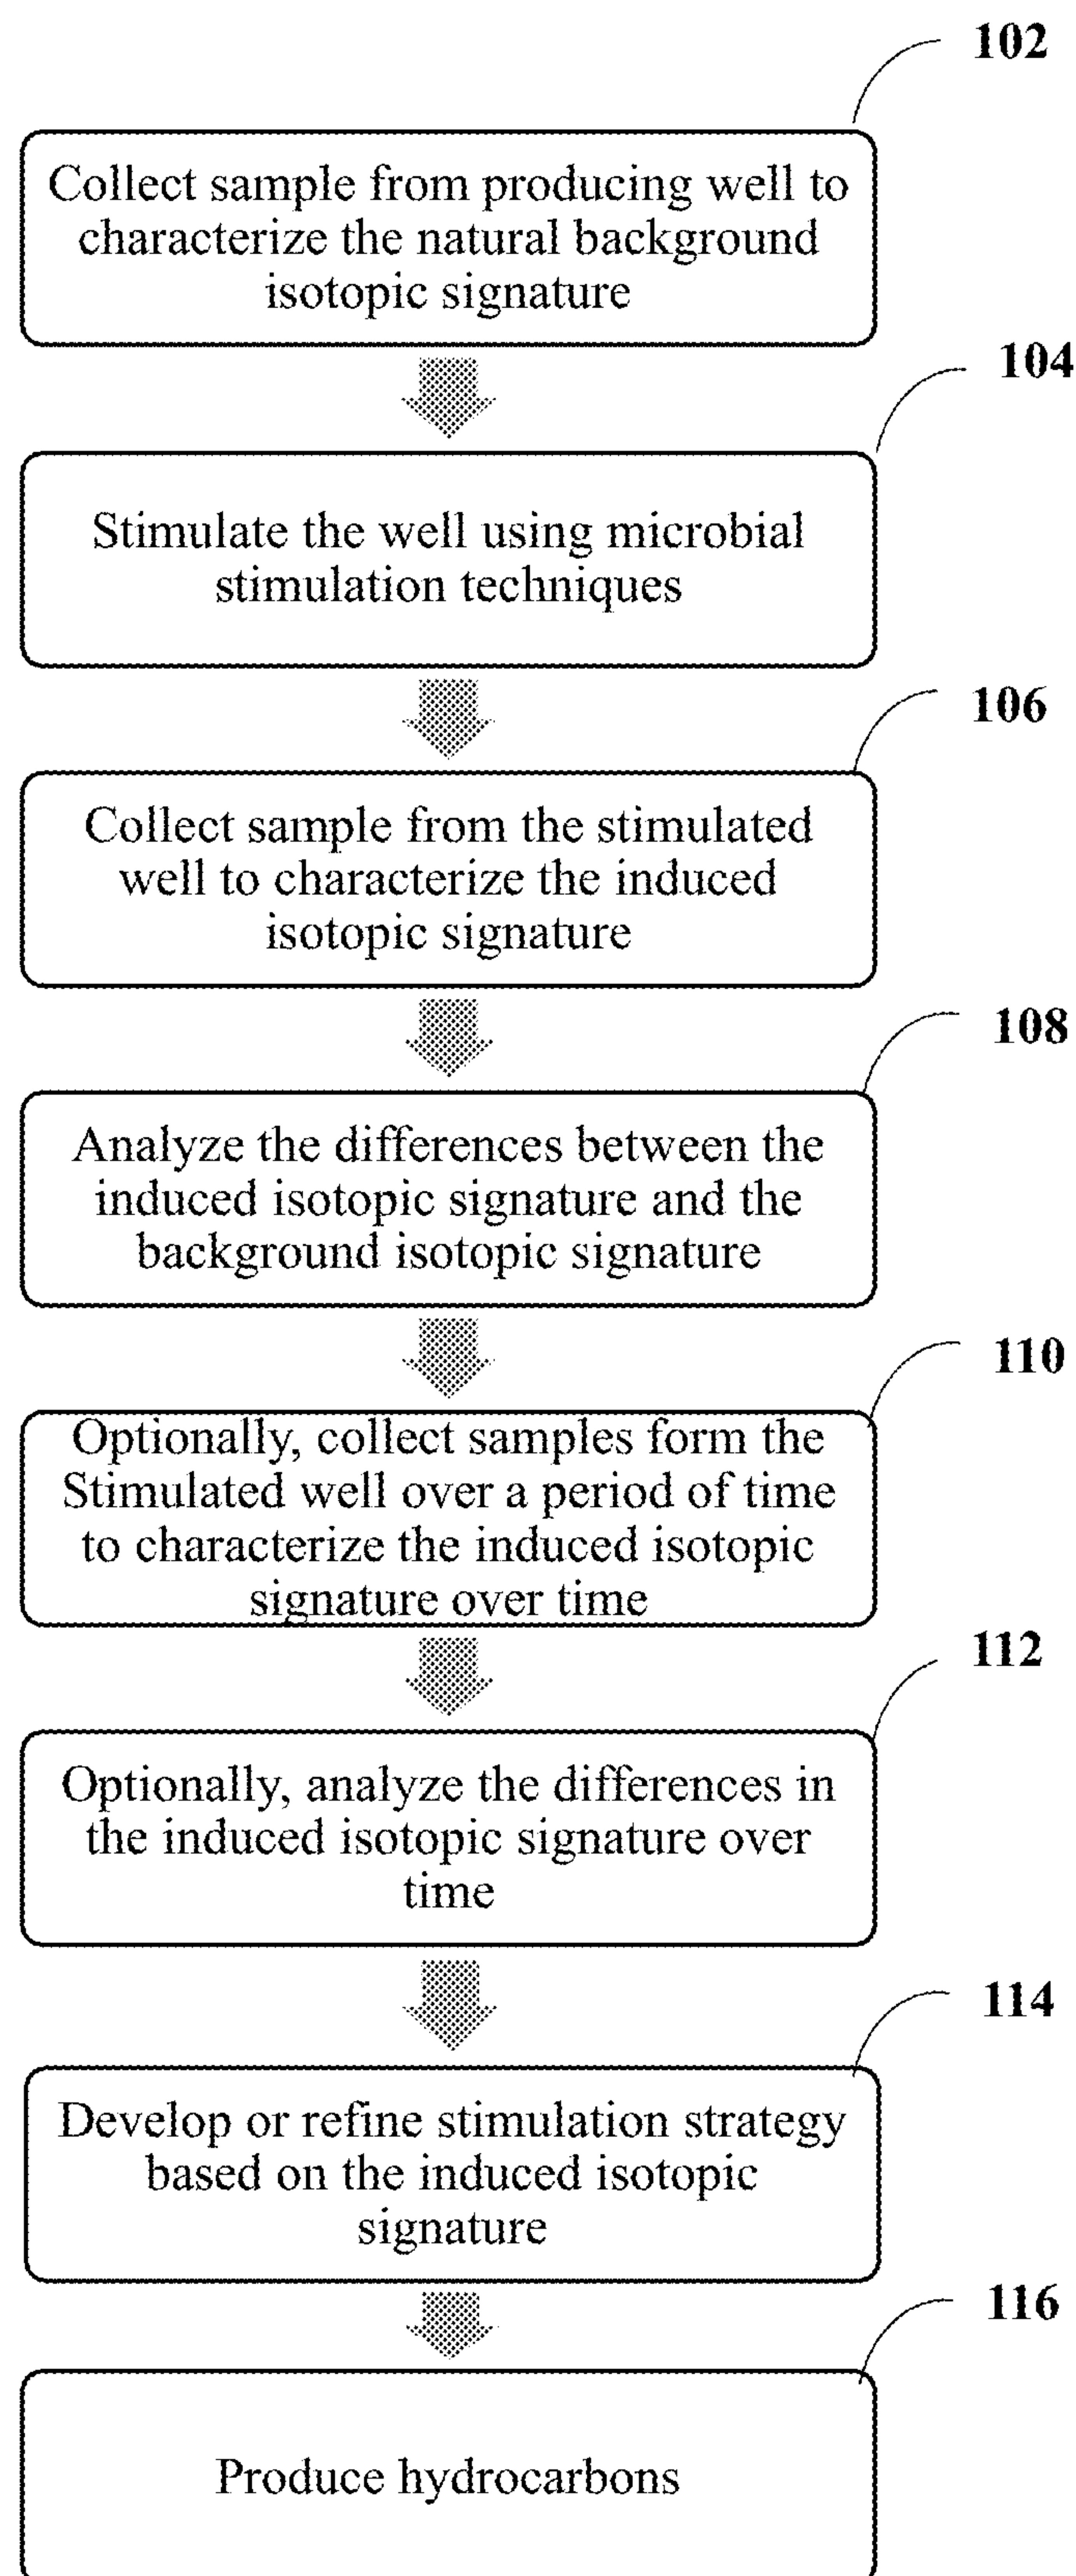 102
Collect sample from producing well to
characterize the natural background
isotopic signature
104
Stimulate the well using microbial
stimulation techniques
106
Collect sample from the stimulated
well to characterize the induced
isotopic signature
108
Analyze the differences between the
induced isotopic signature and the
background isotopic signature
110
Optionally, collect samples form the
Stimulated well over a period of time
to characterize the induced isotopic
signature over time
112
Optionally, analyze the differences in
the induced isotopic signature over
time
114
Develop or refine stimulation strategy
based on the induced isotopic
signature
116
Produce hydrocarbons